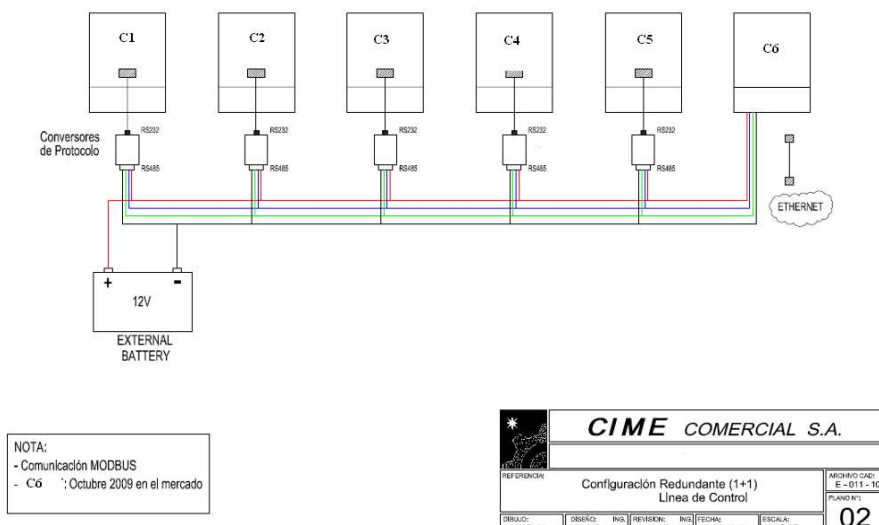 C1 C2 C3 C4 C5 C6
Conversores
de Protocolo
RS232 RS232 RS232 RS232 RS232
RS485 RS485 RS485 RS485 RS485
ETHERNET
+ -
12V
EXTERNAL
BATTERY
NOTA:
- Comunicación MODBUS
- C6 : Octubre 2009 en el mercado
CIME COMERCIAL S.A.
REFERENCIA:
Configuración Redundante (1+1)
Línea de Control
ARCHIVO CAD:
E - 011 - 10
PLANO Nº:
02
DIBUJO: DISEÑO: ING. REVISION: ING. FECHA: ESCALA: